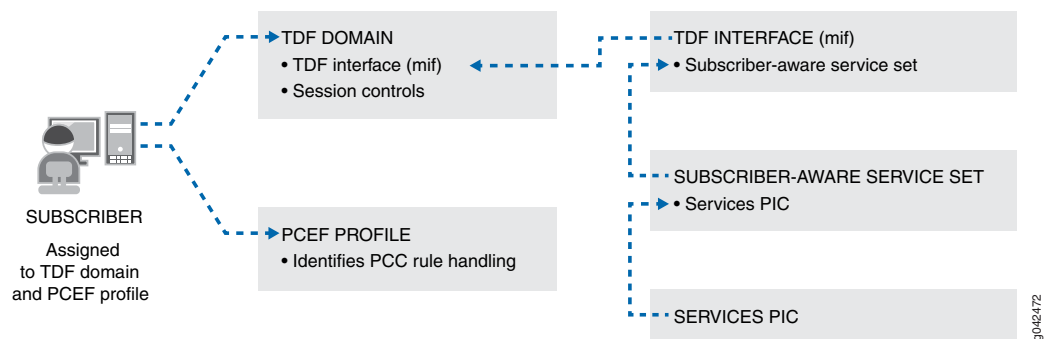 TDF DOMAIN
• TDF interface (mif)
• Session controls
SUBSCRIBER
Assigned
to TDF domain
and PCEF profile
PCEF PROFILE
• Identifies PCC rule handling
TDF INTERFACE (mif)
• Subscriber-aware service set
SUBSCRIBER-AWARE SERVICE SET
• Services PIC
SERVICES PIC
g042472